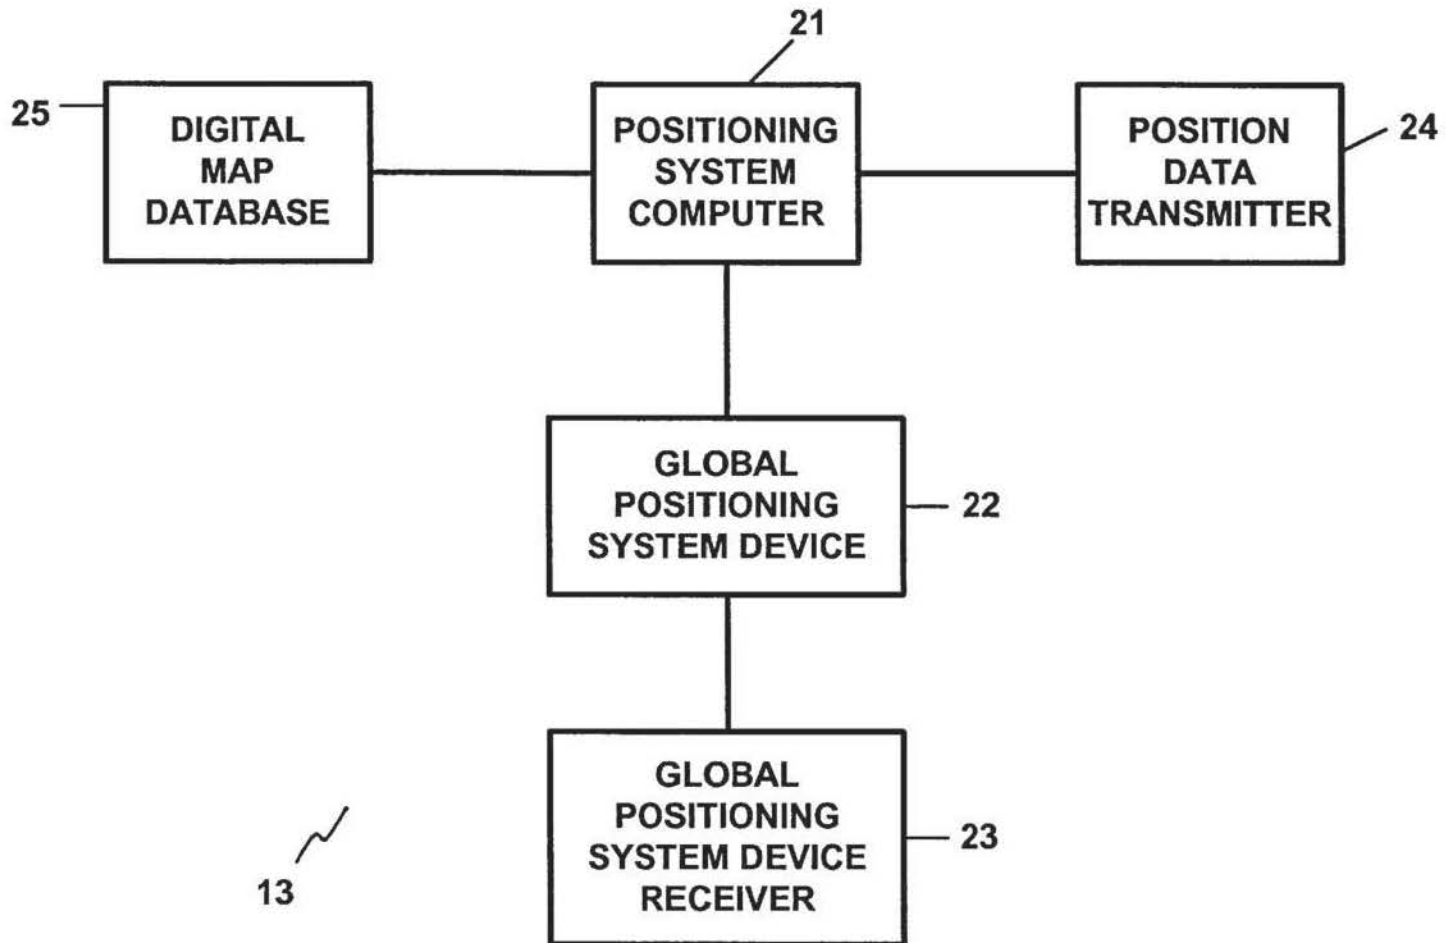 21
25
DIGITAL
MAP
DATABASE
POSITIONING
SYSTEM
COMPUTER
POSITION
DATA
TRANSMITTER
24
GLOBAL
POSITIONING
SYSTEM DEVICE
22
GLOBAL
POSITIONING
SYSTEM DEVICE
RECEIVER
23
13